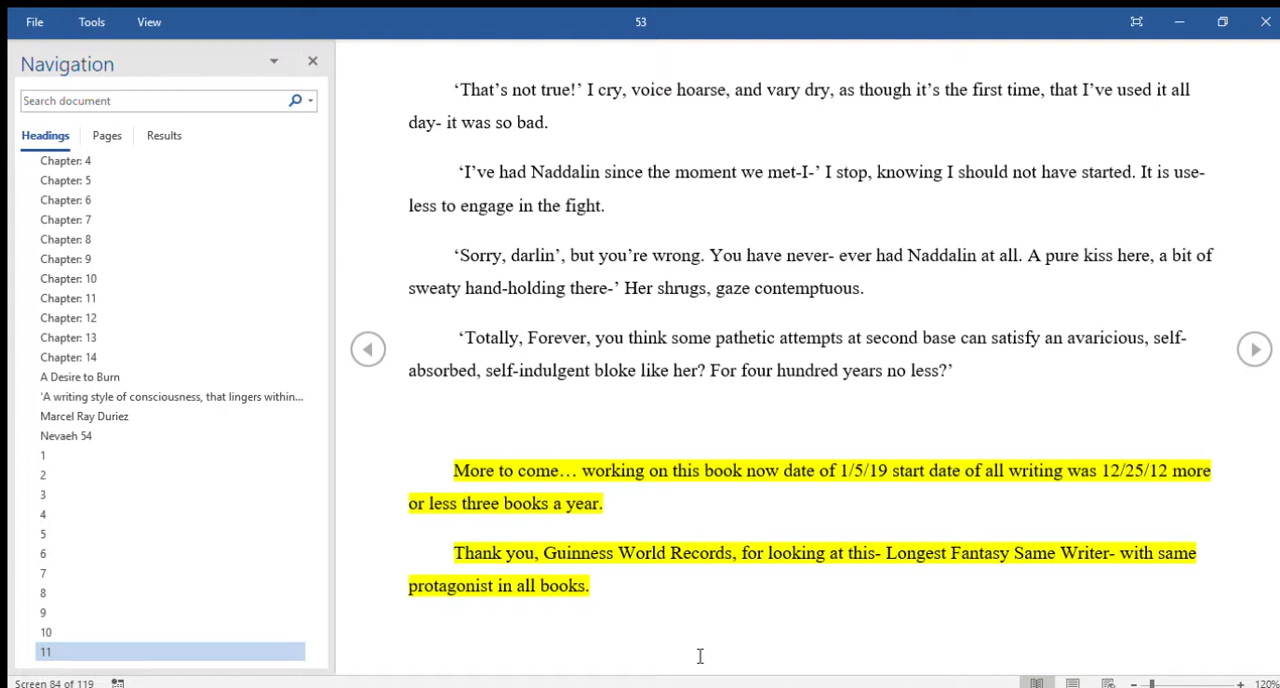 File Tools View 53
Navigation
Search document
Headings Pages Results
Chapter: 4
Chapter: 5
Chapter: 6
Chapter: 7
Chapter: 8
Chapter: 9
Chapter: 10
Chapter: 11
Chapter: 12
Chapter: 13
Chapter: 14
A Desire to Burn
'A writing style of consciousness, that lingers within...
Marcel Ray Duriez
Nevaeh 54
1
2
3
4
5
6
7
8
9
10
11
‘That’s not true!’ I cry, voice hoarse, and vary dry, as though it’s the first time, that I’ve used it all
day- it was so bad.
‘I’ve had Naddalin since the moment we met-I-’ I stop, knowing I should not have started. It is use-
less to engage in the fight.
‘Sorry, darlin’, but you’re wrong. You have never- ever had Naddalin at all. A pure kiss here, a bit of
sweaty hand-holding there-’ Her shrugs, gaze contemptuous.
‘Totally, Forever, you think some pathetic attempts at second base can satisfy an avaricious, self-
absorbed, self-indulgent bloke like her? For four hundred years no less?’
More to come… working on this book now date of 1/5/19 start date of all writing was 12/25/12 more
or less three books a year.
Thank you, Guinness World Records, for looking at this- Longest Fantasy Same Writer- with same
protagonist in all books.
Screen 84 of 119
120%